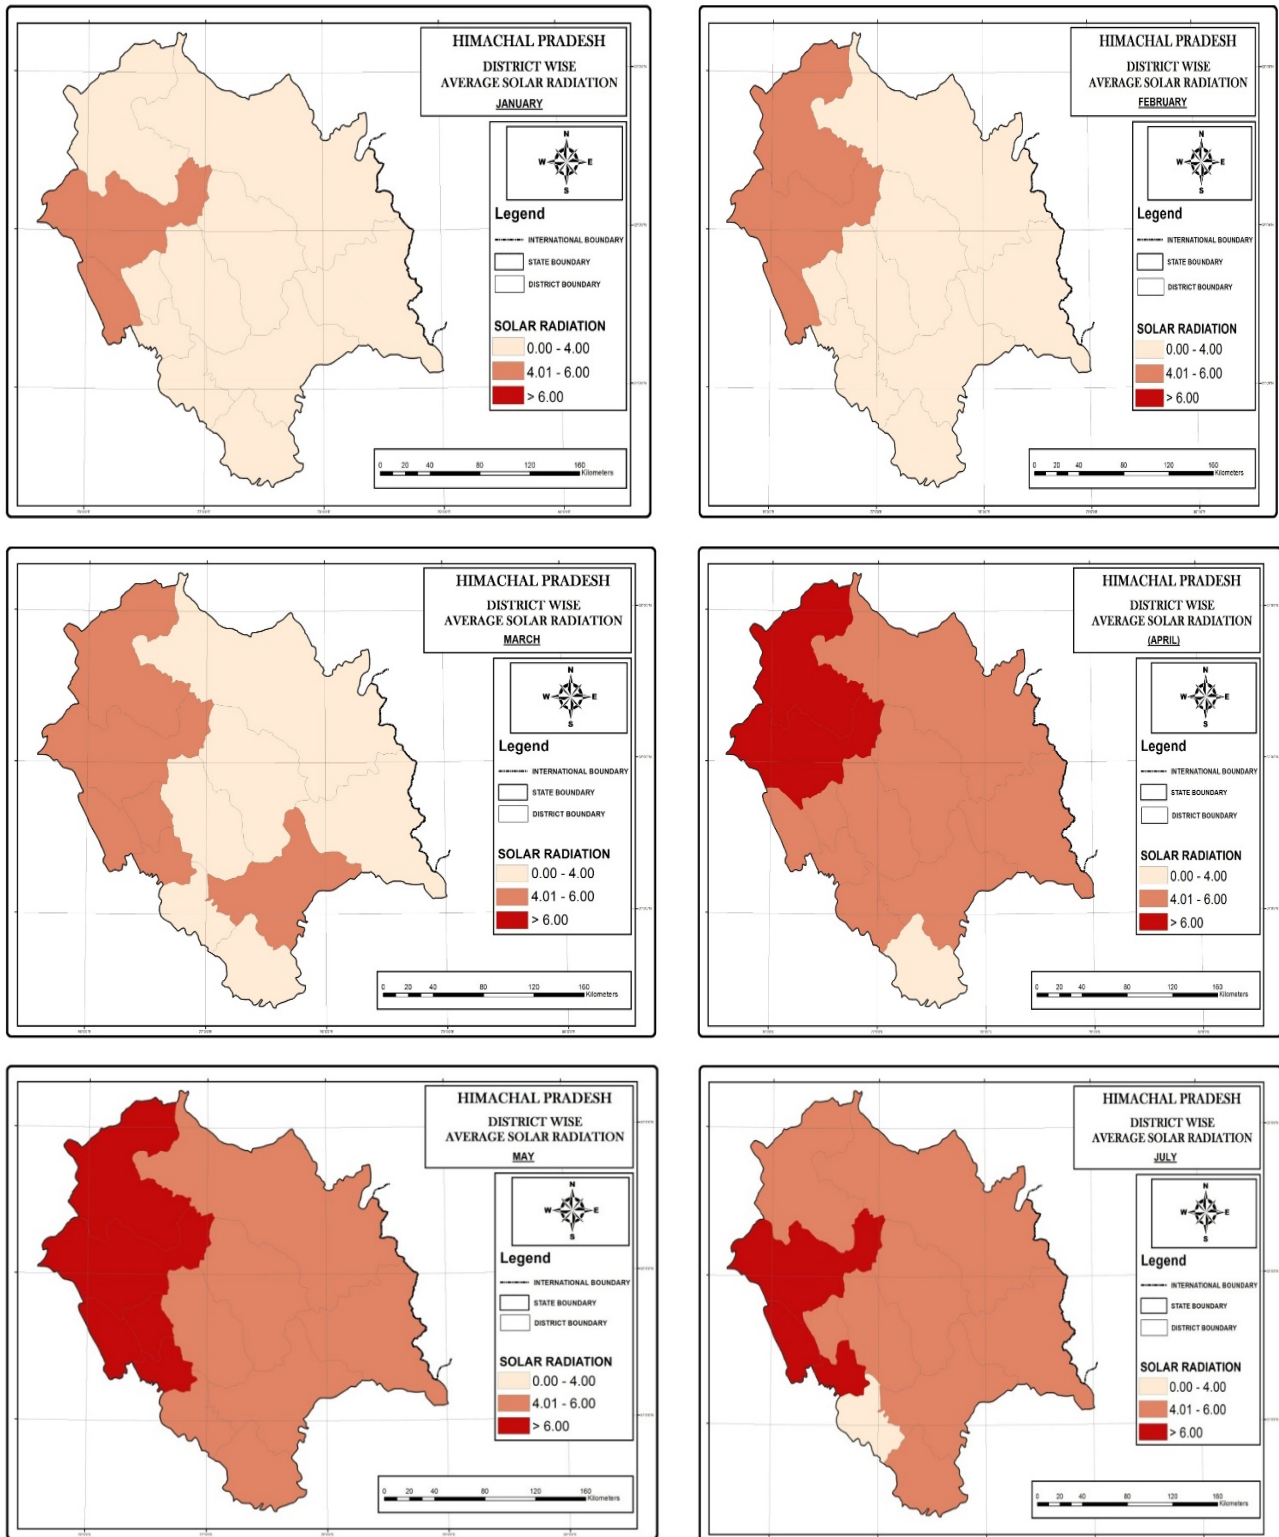 HIMACHAL PRADESH
DISTRICT WISE
AVERAGE SOLAR RADIATION
JANUARY
N
W E
S
Legend
INTERNATIONAL BOUNDARY
STATE BOUNDARY
DISTRICT BOUNDARY
SOLAR RADIATION
0.00 - 4.00
4.01 - 6.00
> 6.00
0 20 40 80 120 160
Kilometers
HIMACHAL PRADESH
DISTRICT WISE
AVERAGE SOLAR RADIATION
FEBRUARY
N
W E
S
Legend
INTERNATIONAL BOUNDARY
STATE BOUNDARY
DISTRICT BOUNDARY
SOLAR RADIATION
0.00 - 4.00
4.01 - 6.00
> 6.00
0 20 40 80 120 160
Kilometers
HIMACHAL PRADESH
DISTRICT WISE
AVERAGE SOLAR RADIATION
MARCH
N
W E
S
Legend
INTERNATIONAL BOUNDARY
STATE BOUNDARY
DISTRICT BOUNDARY
SOLAR RADIATION
0.00 - 4.00
4.01 - 6.00
> 6.00
0 20 40 80 120 160
Kilometers
HIMACHAL PRADESH
DISTRICT WISE
AVERAGE SOLAR RADIATION
(APRIL)
N
W E
S
Legend
INTERNATIONAL BOUNDARY
STATE BOUNDARY
DISTRICT BOUNDARY
SOLAR RADIATION
0.00 - 4.00
4.01 - 6.00
> 6.00
0 20 40 80 120 160
Kilometers
HIMACHAL PRADESH
DISTRICT WISE
AVERAGE SOLAR RADIATION
MAY
N
W E
S
Legend
INTERNATIONAL BOUNDARY
STATE BOUNDARY
DISTRICT BOUNDARY
SOLAR RADIATION
0.00 - 4.00
4.01 - 6.00
> 6.00
0 20 40 80 120 160
Kilometers
HIMACHAL PRADESH
DISTRICT WISE
AVERAGE SOLAR RADIATION
JULY
N
W E
S
Legend
INTERNATIONAL BOUNDARY
STATE BOUNDARY
DISTRICT BOUNDARY
SOLAR RADIATION
0.00 - 4.00
4.01 - 6.00
> 6.00
0 20 40 80 120 160
Kilometers